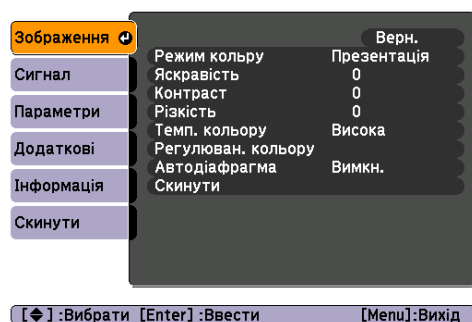 Зображення
Сигнал
Параметри
Додаткові
Інформація
Скинути
Верн.
Режим кольру Презентація
Яскравість 0
Контраст 0
Різкість 0
Темп. кольору Висока
Регулюван. кольору
Автодіафрагма Вимкн.
Скинути
[◆] :Вибрати [Enter] :Ввести [Menu]:Вихід